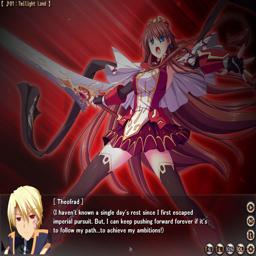 【 ♪01：Twilight Land 】
[ Theofrad ]
(I haven't known a single day's rest since I first escaped
imperial pursuit. But, I can keep pushing forward forever if it's
to follow my path...to achieve my ambitions!)